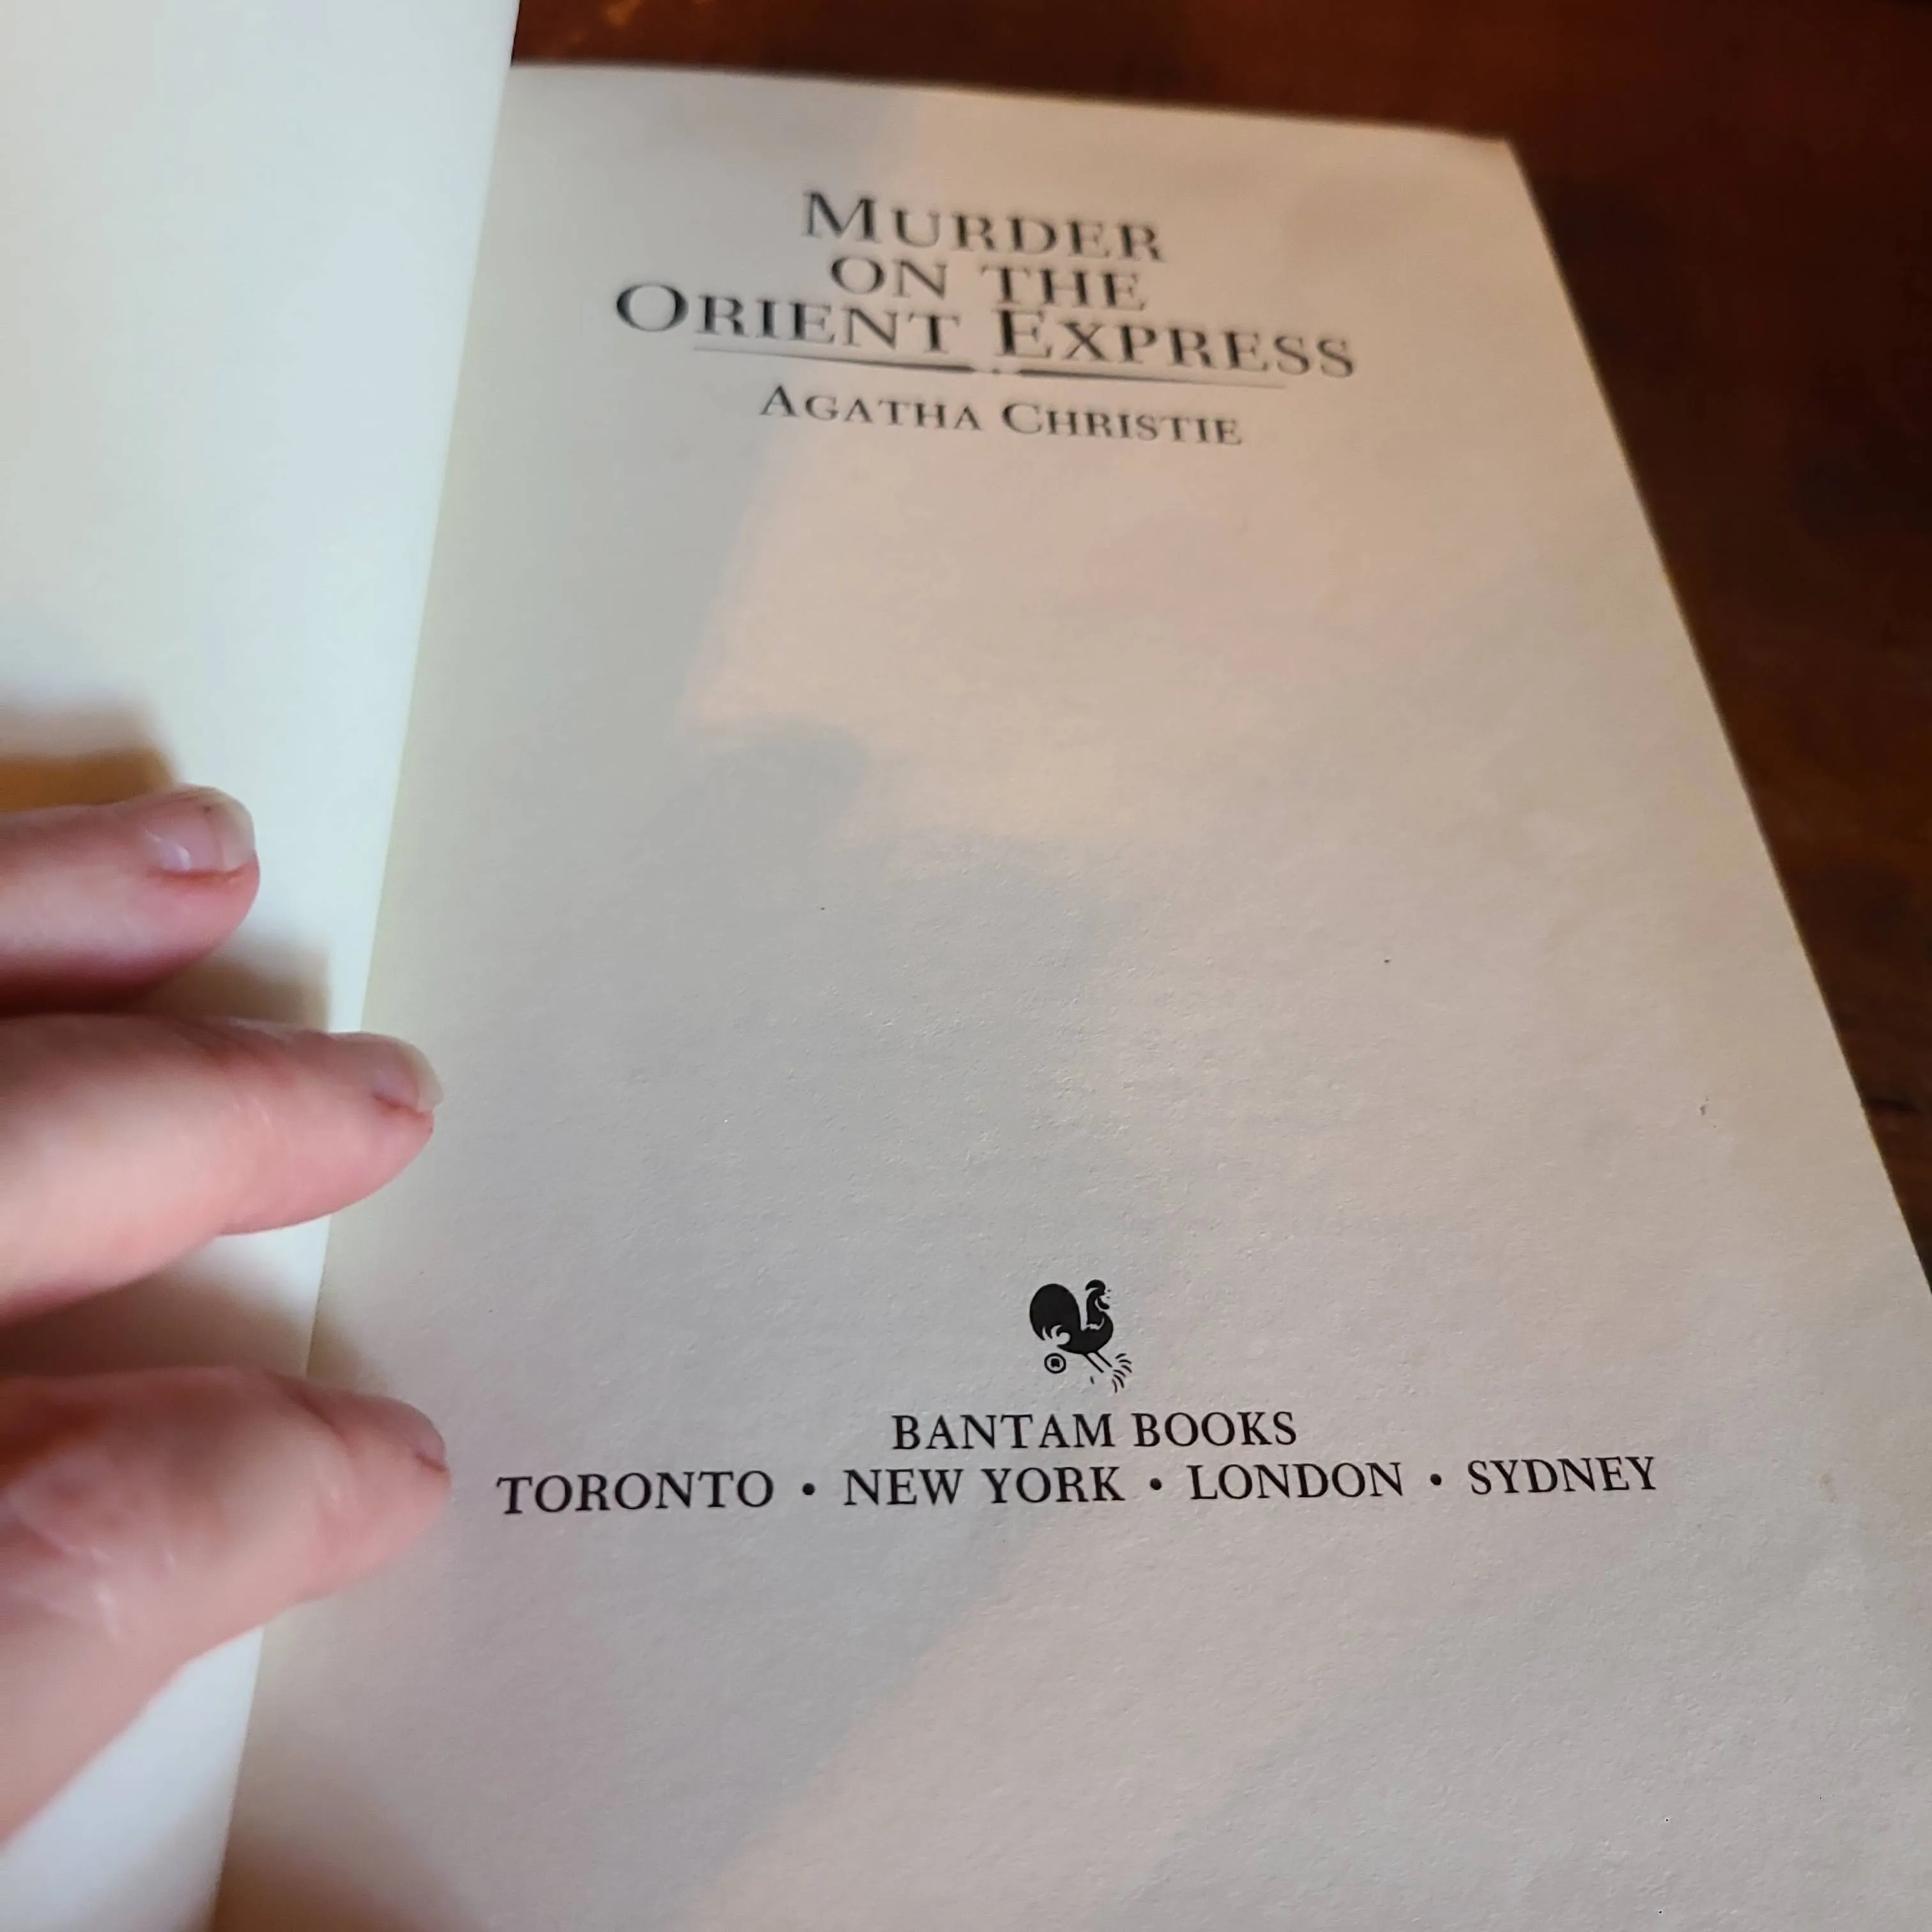 MURDER
ON THE
ORIENT EXPRESS
AGATHA CHRISTIE
®
BANTAM BOOKS
TORONTO • NEW YORK • LONDON • SYDNEY